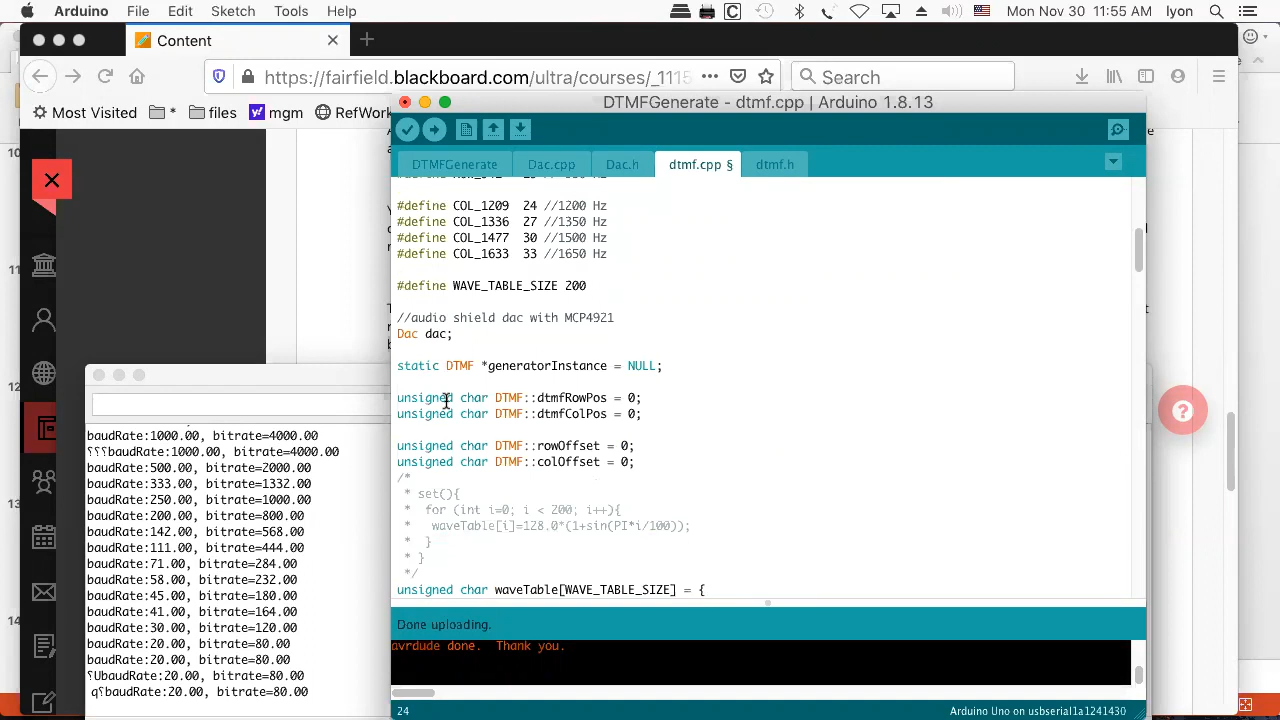 Arduino File Edit Sketch Tools Help Mon Nov 30 11:55 AM lyon
Content
https://fairfield.blackboard.com/ultra/courses/_1115 Search
Most Visited * files mgm RefWor
DTMFGenerate - dtmf.cpp | Arduino 1.8.13
DTMFGenerate Dac.cpp Dac.h dtmf.cpp § dtmf.h
#define COL_1209 24 //1200 Hz
#define COL_1336 27 //1350 Hz
#define COL_1477 30 //1500 Hz
#define COL_1633 33 //1650 Hz
#define WAVE_TABLE_SIZE 200
//audio shield dac with MCP4921
Dac dac;
static DTMF *generatorInstance = NULL;
unsigned char DTMF::dtmfRowPos = 0;
unsigned char DTMF::dtmfColPos = 0;
unsigned char DTMF::rowOffset = 0;
unsigned char DTMF::colOffset = 0;
/*
* set(){
* for (int i=0; i < 200; i++){
* waveTable[i]=128.0*(1+sin(PI*i/100));
* }
* }
*/
unsigned char waveTable[WAVE_TABLE_SIZE] = {
Done uploading.
avrdude done. Thank you.
24 Arduino Uno on usbserial1a1241430
baudRate:1000.00, bitrate=4000.00
⸮⸮⸮baudRate:1000.00, bitrate=4000.00
baudRate:500.00, bitrate=2000.00
baudRate:333.00, bitrate=1332.00
baudRate:250.00, bitrate=1000.00
baudRate:200.00, bitrate=800.00
baudRate:142.00, bitrate=568.00
baudRate:111.00, bitrate=444.00
baudRate:71.00, bitrate=284.00
baudRate:58.00, bitrate=232.00
baudRate:45.00, bitrate=180.00
baudRate:41.00, bitrate=164.00
baudRate:30.00, bitrate=120.00
baudRate:20.00, bitrate=80.00
baudRate:20.00, bitrate=80.00
⸮UbaudRate:20.00, bitrate=80.00
q⸮baudRate:20.00, bitrate=80.00